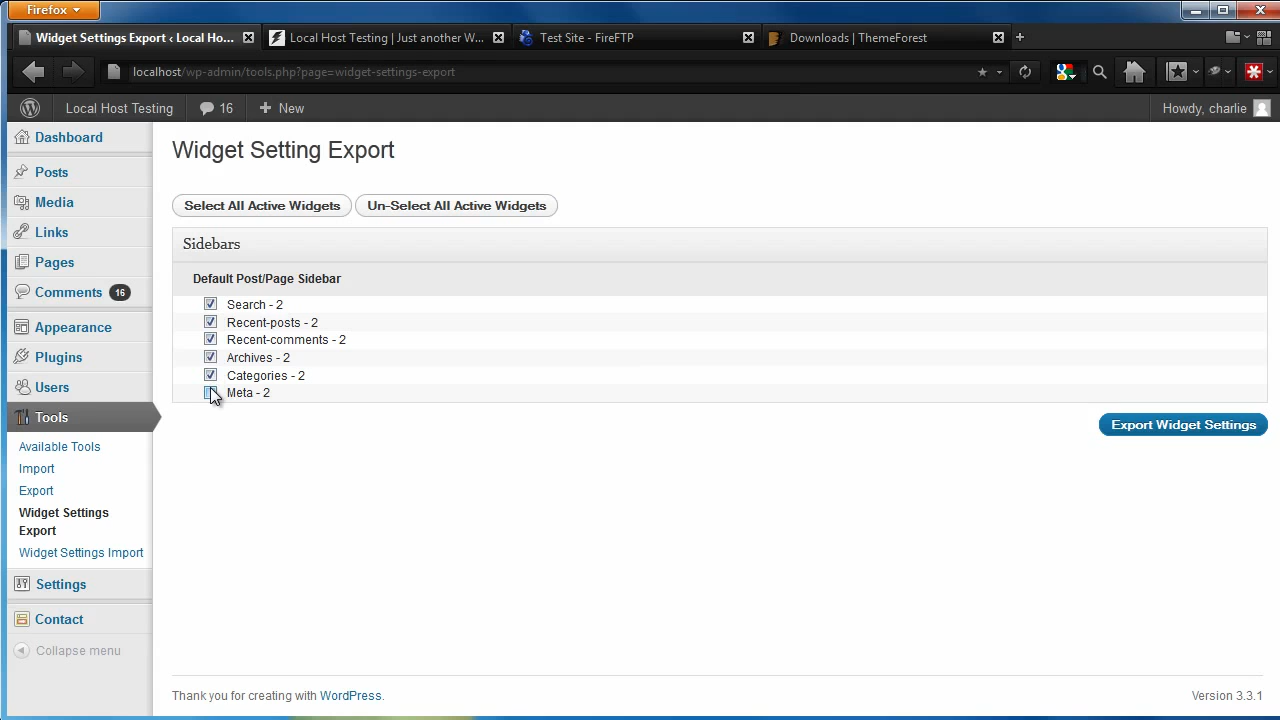 Firefox
Widget Settings Export ‹ Local Ho...
Local Host Testing | Just another W...
Test Site - FireFTP
Downloads | ThemeForest
localhost/wp-admin/tools.php?page=widget-settings-export
Local Host Testing
16
New
Howdy, charlie
Dashboard
Posts
Media
Links
Pages
Comments 16
Appearance
Plugins
Users
Tools
Available Tools
Import
Export
Widget Settings
Export
Widget Settings Import
Settings
Contact
Collapse menu
Widget Setting Export
Select All Active Widgets
Un-Select All Active Widgets
Sidebars
Default Post/Page Sidebar
Search - 2
Recent-posts - 2
Recent-comments - 2
Archives - 2
Categories - 2
Meta - 2
Export Widget Settings
Thank you for creating with WordPress.
Version 3.3.1